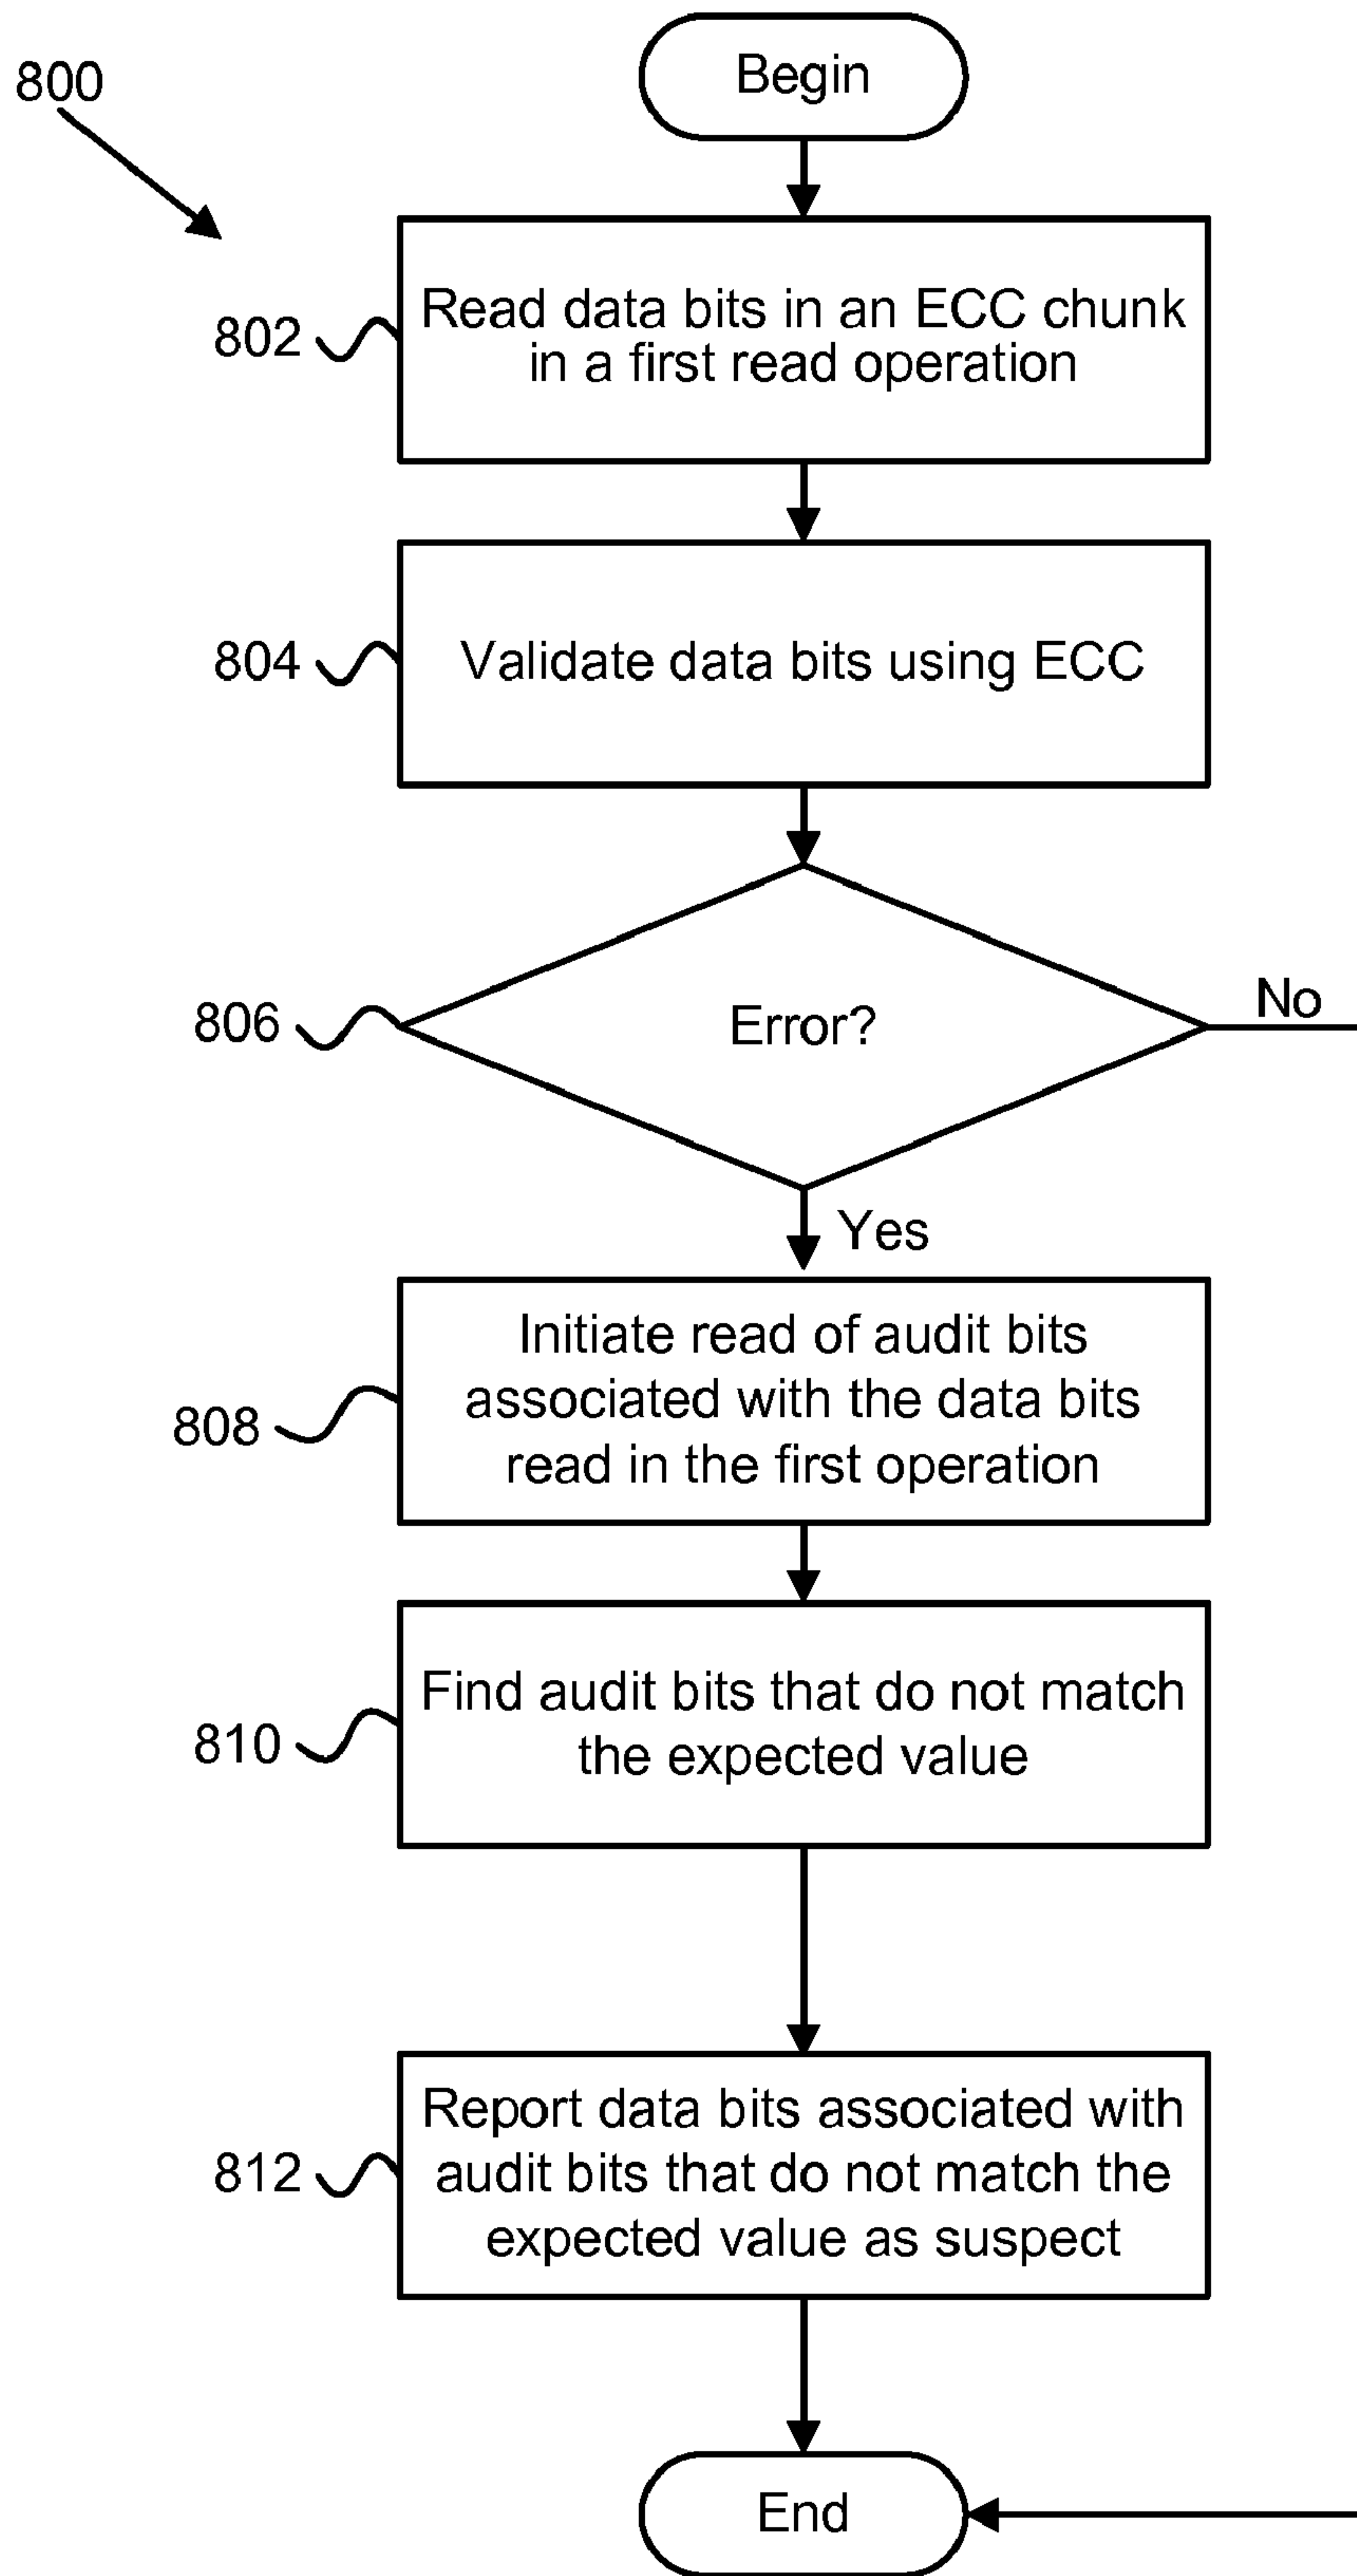 Begin
800
Read data bits in an ECC chunk
in a first read operation
802
Validate data bits using ECC
804
Error?
806
No
Yes
Initiate read of audit bits
associated with the data bits
read in the first operation
808
Find audit bits that do not match
the expected value
810
Report data bits associated with
audit bits that do not match the
expected value as suspect
812
End